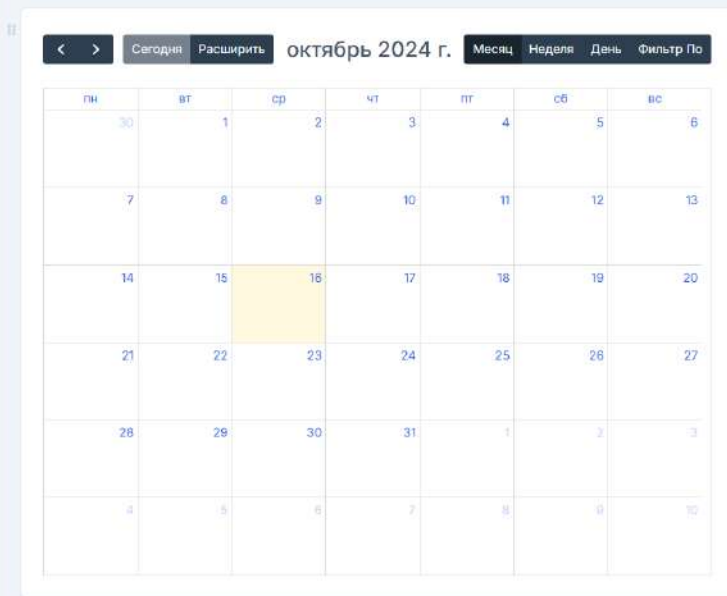 Сегодня Расширить октябрь 2024 г. Месяц Неделя День Фильтр По
пн вт ср чт пт сб вс
30 1 2 3 4 5 6
7 8 9 10 11 12 13
14 15 16 17 18 19 20
21 22 23 24 25 26 27
28 29 30 31 1 2 3
4 5 6 7 8 9 10